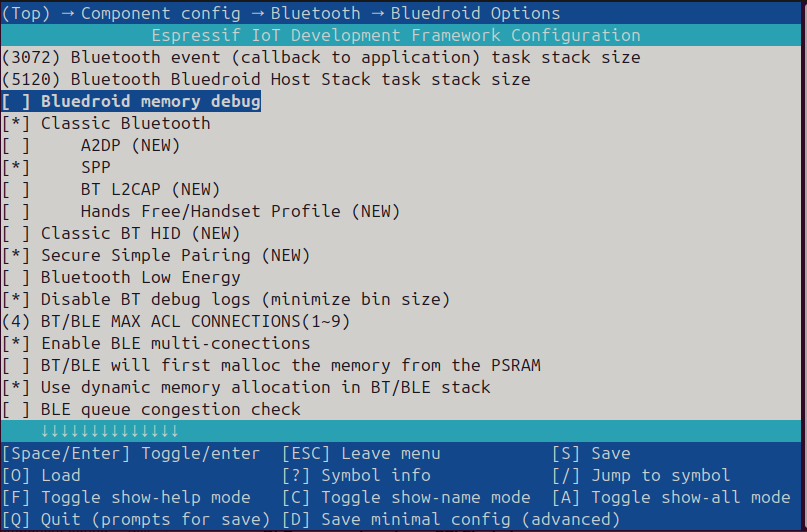 (Top) → Component config → Bluetooth → Bluedroid Options
Espressif IoT Development Framework Configuration
(3072) Bluetooth event (callback to application) task stack size
(5120) Bluetooth Bluedroid Host Stack task stack size
[ ] Bluedroid memory debug
[*] Classic Bluetooth
[ ]     A2DP (NEW)
[*]     SPP
[ ]     BT L2CAP (NEW)
[ ]     Hands Free/Handset Profile (NEW)
[ ] Classic BT HID (NEW)
[*] Secure Simple Pairing (NEW)
[ ] Bluetooth Low Energy
[*] Disable BT debug logs (minimize bin size)
(4) BT/BLE MAX ACL CONNECTIONS(1~9)
[*] Enable BLE multi-conections
[ ] BT/BLE will first malloc the memory from the PSRAM
[*] Use dynamic memory allocation in BT/BLE stack
[ ] BLE queue congestion check
↓↓↓↓↓↓↓↓↓↓↓↓↓↓
[Space/Enter] Toggle/enter  [ESC] Leave menu           [S] Save
[O] Load                    [?] Symbol info            [/] Jump to symbol
[F] Toggle show-help mode   [C] Toggle show-name mode  [A] Toggle show-all mode
[Q] Quit (prompts for save) [D] Save minimal config (advanced)